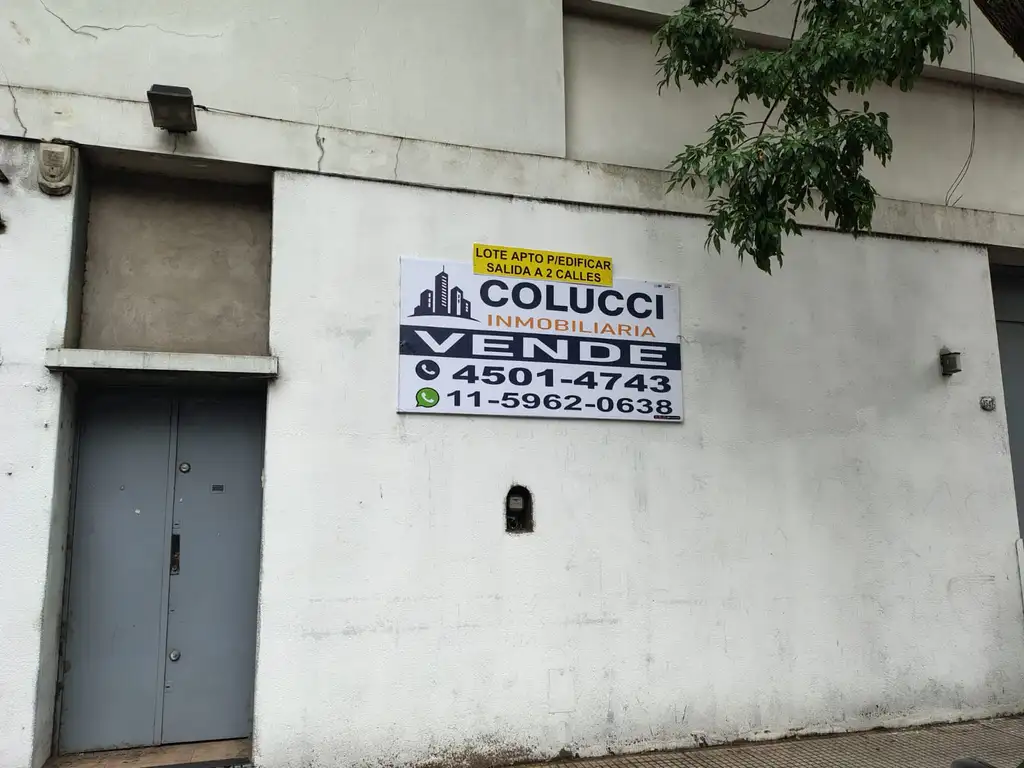 LOTE APTO P/EDIFICAR
SALIDA A 2 CALLES
COLUCCI
INMOBILIARIA
VENDE
4501-4743
11-5962-0638